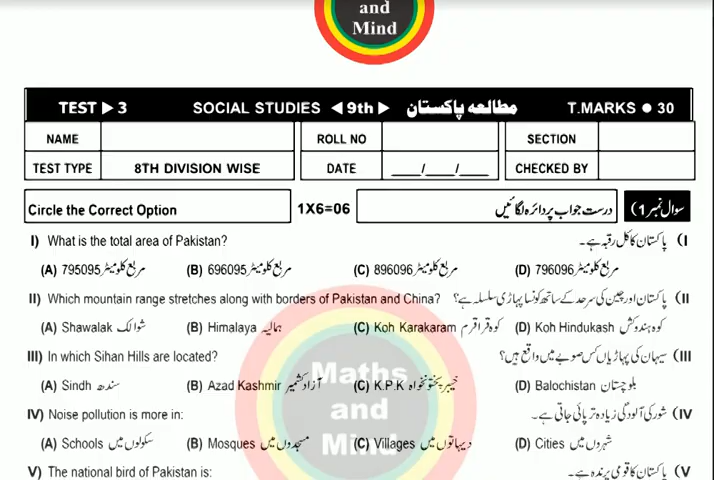 and
Mind
TEST ▶ 3 SOCIAL STUDIES ◀ 9th ▶ مطالعہ پاکستان T.MARKS ● 30
NAME ROLL NO SECTION
TEST TYPE 8TH DIVISION WISE DATE ___/___/___ CHECKED BY
Circle the Correct Option 1X6=06 درست جواب پر دائرہ لگائیں (سوال نمبر 1
I) What is the total area of Pakistan? پاکستان کا کل رقبہ ہے۔ (I
(A) 795095 مربع کلومیٹر (B) 696095 مربع کلومیٹر (C) 896096 مربع کلومیٹر (D) 796096 مربع کلومیٹر
II) Which mountain range stretches along with borders of Pakistan and China? پاکستان اور چین کی سرحد کے ساتھ کونسا پہاڑی سلسلہ ہے؟ (II
(A) Shawalak شوالک (B) Himalaya ہمالیہ (C) Koh Karakaram کوہ قراقرم (D) Koh Hindukash کوہ ہندوکش
III) In which Sihan Hills are located? سیہان کی پہاڑیاں کس صوبے میں واقع ہیں؟ (III
(A) Sindh سندھ (B) Azad Kashmir آزاد کشمیر (C) K.P.K خیبر پختونخواہ (D) Balochistan بلوچستان
IV) Noise pollution is more in: شور کی آلودگی زیادہ تر پائی جاتی ہے۔ (IV
(A) Schools سکولوں میں (B) Mosques مسجدوں میں (C) Villages دیہاتوں میں (D) Cities شہروں میں
V) The national bird of Pakistan is: پاکستان کا قومی پرندہ ہے۔ (V
Maths
and
Mind